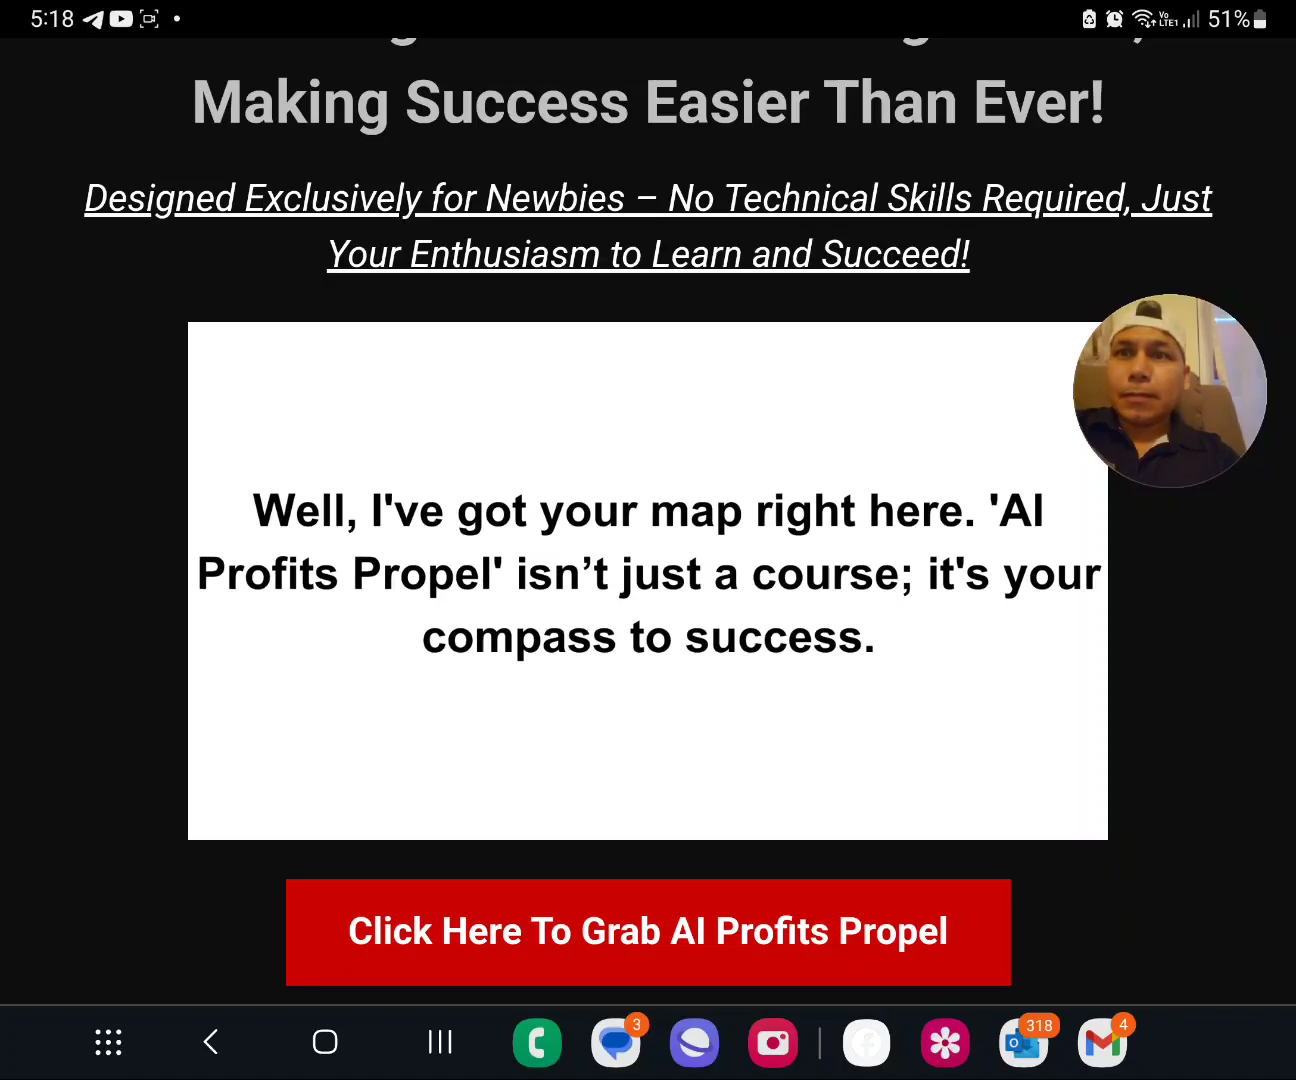 5:18
Vo
LTE1
51%
Making Success Easier Than Ever!
Designed Exclusively for Newbies – No Technical Skills Required, Just
Your Enthusiasm to Learn and Succeed!
Well, I've got your map right here. 'AI
Profits Propel' isn’t just a course; it's your
compass to success.
Click Here To Grab AI Profits Propel
3
318
4